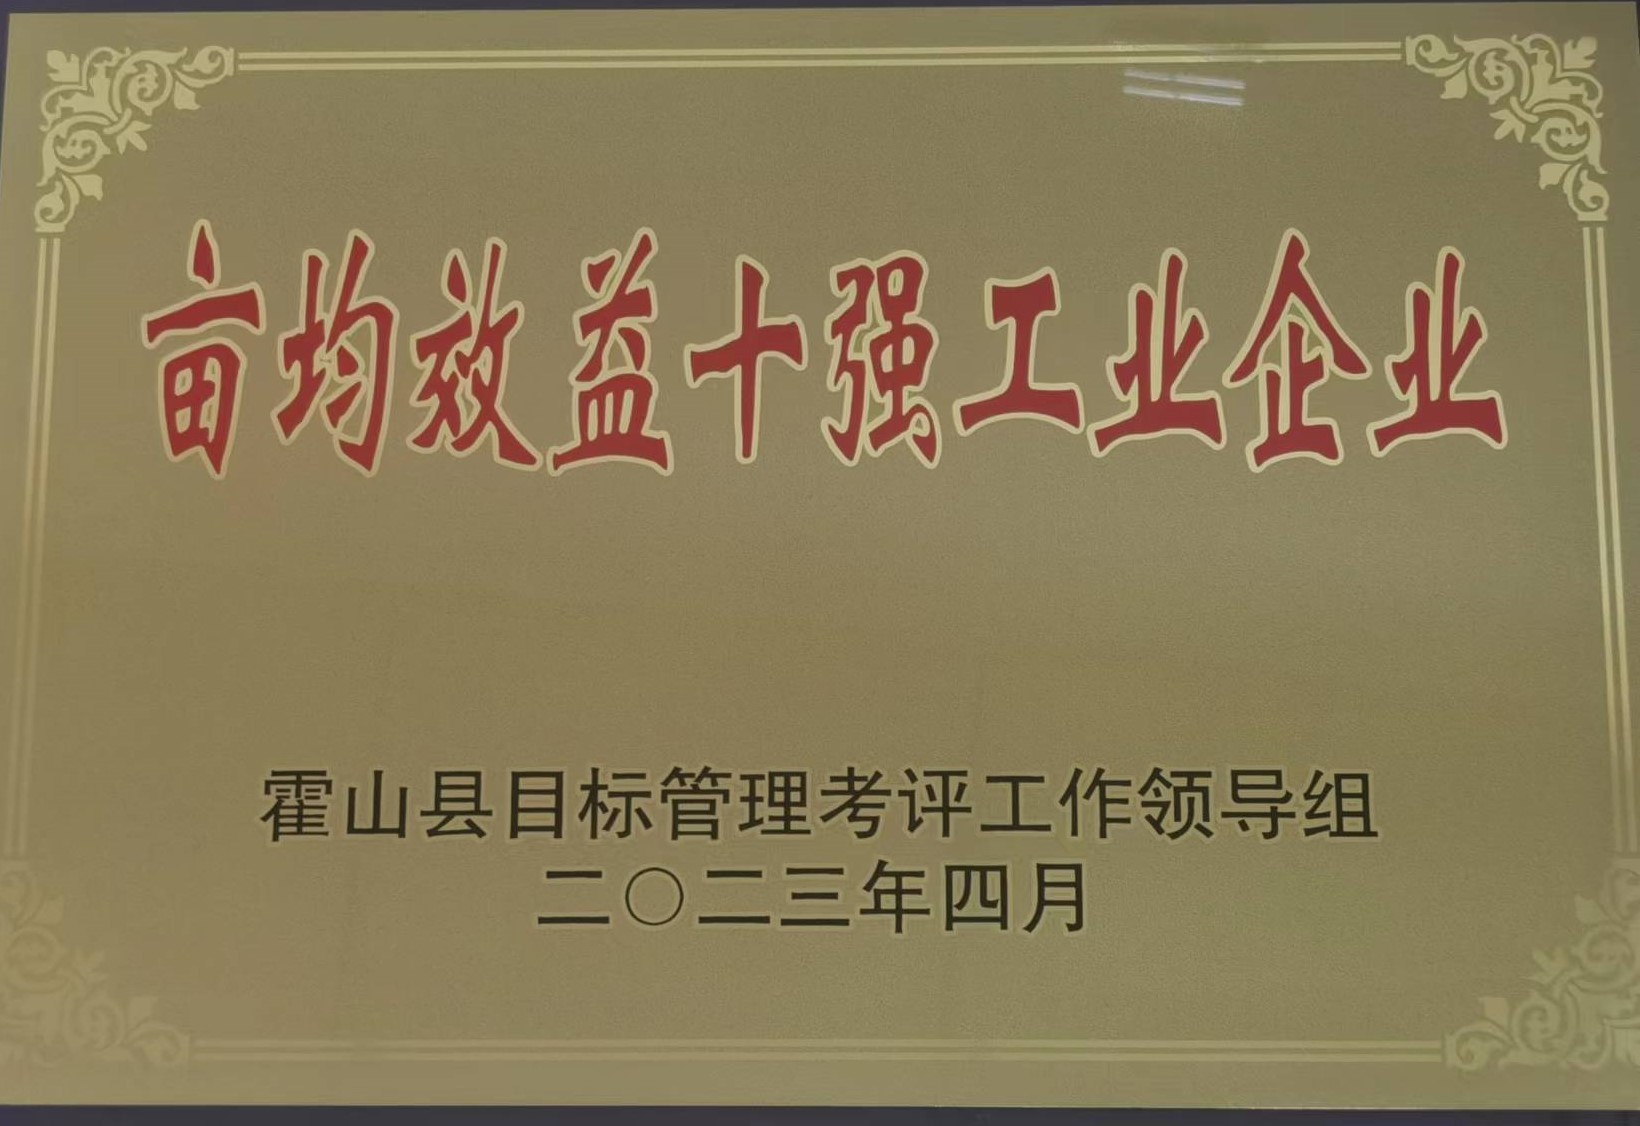 亩均效益十强工业企业
霍山县目标管理考评工作领导组
二〇二三年四月